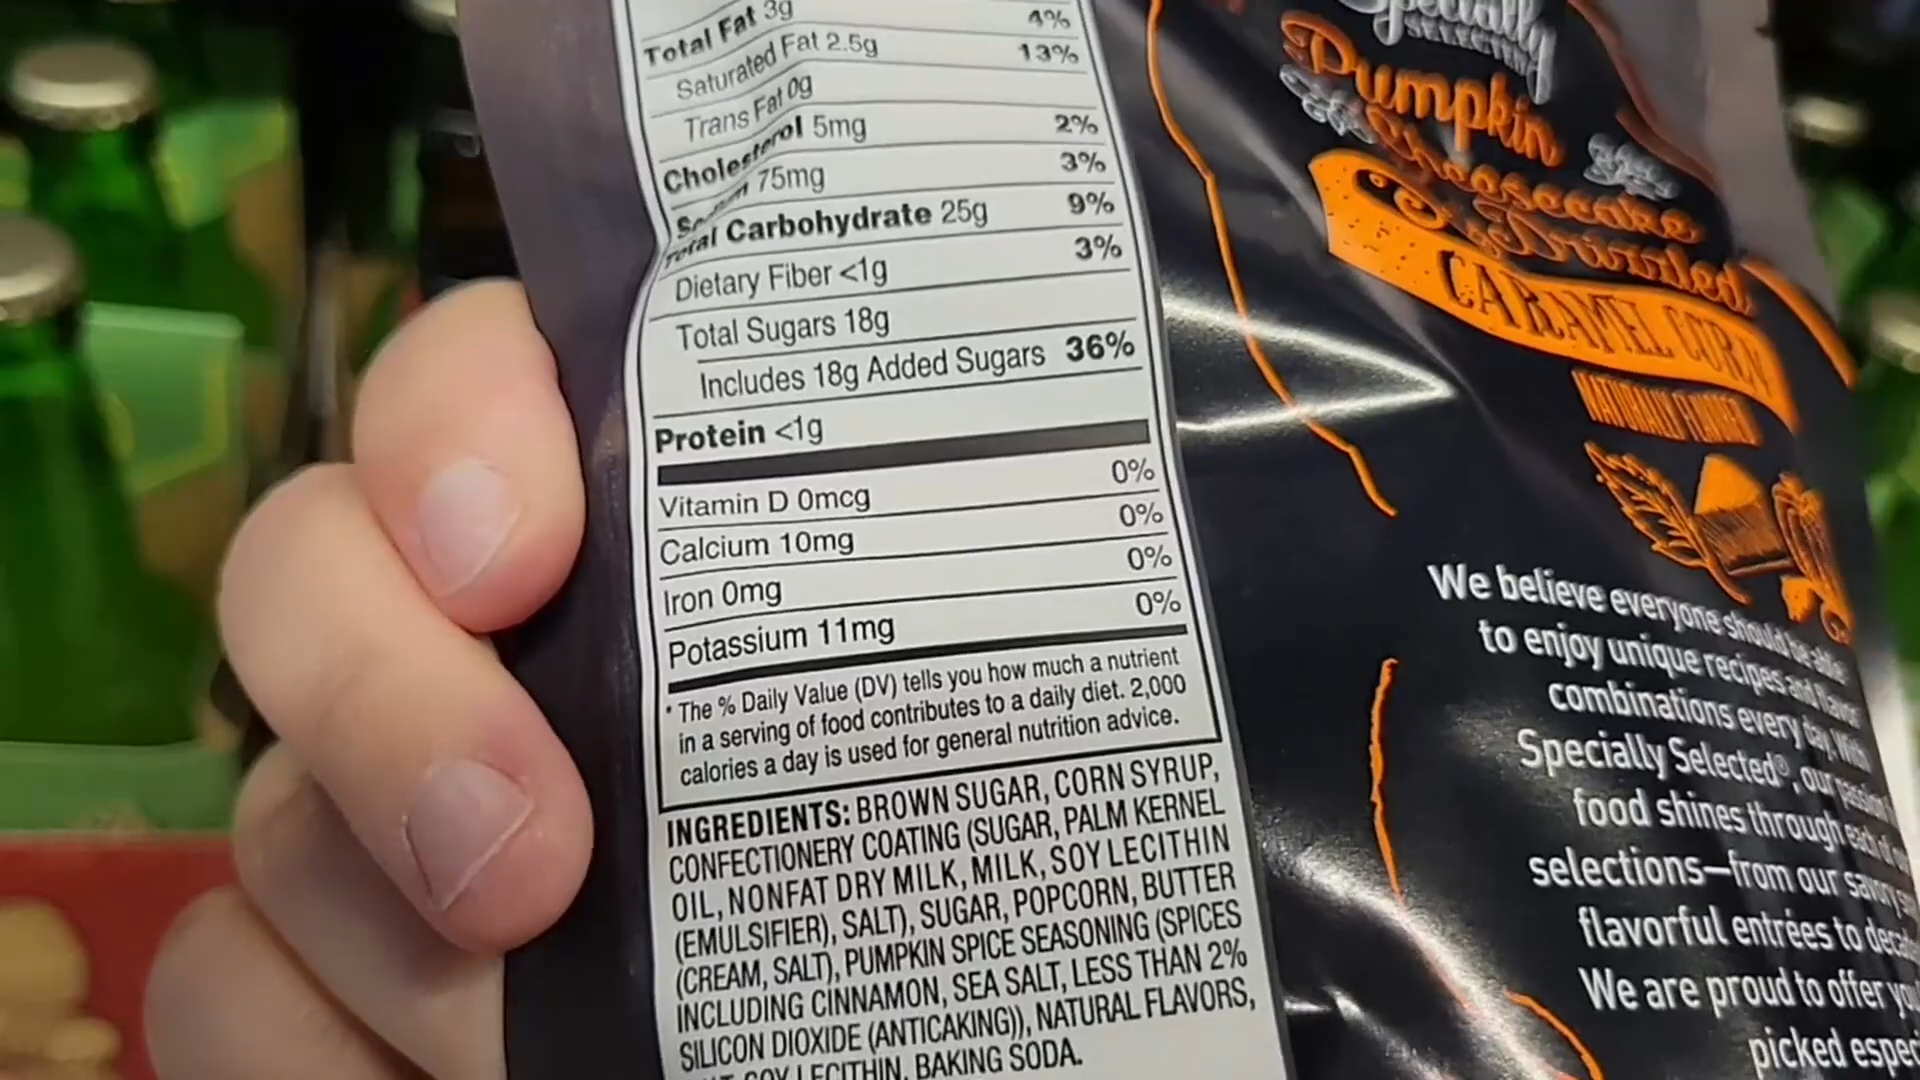 Total Fat 3g 4%
Saturated Fat 2.5g 13%
Trans Fat 0g
Cholesterol 5mg 2%
75mg 3%
Total Carbohydrate 25g 9%
Dietary Fiber <1g 3%
Total Sugars 18g
Includes 18g Added Sugars 36%
Protein <1g
Vitamin D 0mcg 0%
Calcium 10mg 0%
Iron 0mg 0%
Potassium 11mg 0%
* The % Daily Value (DV) tells you how much a nutrient
in a serving of food contributes to a daily diet. 2,000
calories a day is used for general nutrition advice.
INGREDIENTS: BROWN SUGAR, CORN SYRUP,
CONFECTIONERY COATING (SUGAR, PALM KERNEL
OIL, NONFAT DRY MILK, MILK, SOY LECITHIN
(EMULSIFIER), SALT), SUGAR, POPCORN, BUTTER
(CREAM, SALT), PUMPKIN SPICE SEASONING (SPICES
INCLUDING CINNAMON, SEA SALT, LESS THAN 2%
SILICON DIOXIDE (ANTICAKING)), NATURAL FLAVORS,
SOY LECITHIN, BAKING SODA.
Specially
SELECTED
Pumpkin
Cheesecake
Drizzled
CARAMEL CORN
NATURALLY FLAVORED
We believe everyone should be able
to enjoy unique recipes and flavor
combinations every day. With
Specially Selected®, our passion
food shines through each of
selections—from our savory
flavorful entrées to
We are proud to offer
picked